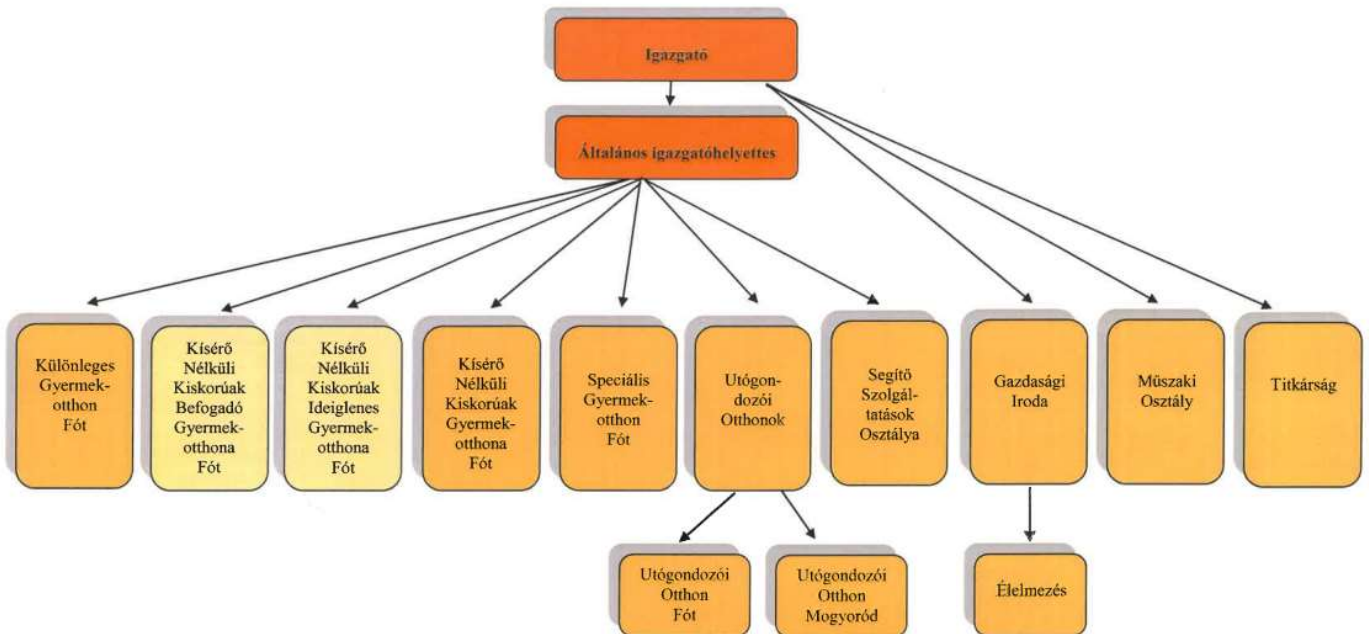 Igazgató
Általános igazgatóhelyettes
Különleges
Gyermek-
otthon
Fót
Kísérő
Nélküli
Kiskorúak
Befogadó
Gyermek-
otthona
Fót
Kísérő
Nélküli
Kiskorúak
Ideiglenes
Gyermek-
otthona
Fót
Kísérő
Nélküli
Kiskorúak
Gyermek-
otthona
Fót
Speciális
Gyermek-
otthon
Fót
Utógon-
dozói
Otthonok
Segítő
Szolgál-
tatások
Osztálya
Gazdasági
Iroda
Műszaki
Osztály
Titkárság
Utógondozói
Otthon
Fót
Utógondozói
Otthon
Mogyoród
Élelmezés